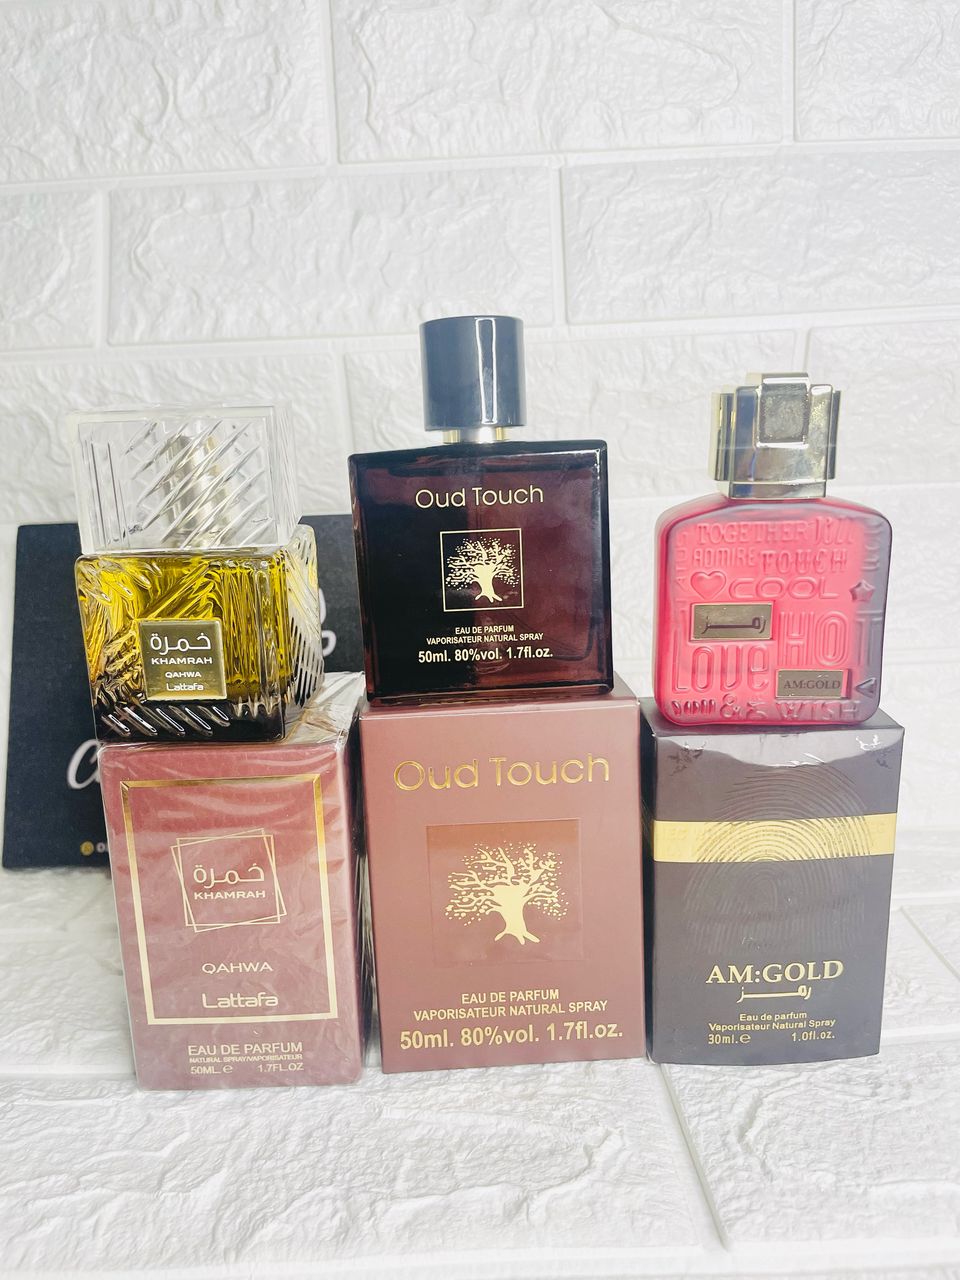 Oud Touch
EAU DE PARFUM
VAPORISATEUR NATURAL SPRAY
50ml. 80%vol. 1.7fl.oz.
خمرة
KHAMRAH
QAHWA
Lattafa
TOGETHER YOU
ADMIRE TOUCH
COOL
رمز
HOT
Love
AM:GOLD
YOU & WISH
خمرة
KHAMRAH
QAHWA
Lattafa
EAU DE PARFUM
NATURAL SPRAY/VAPORISATEUR
50ML.e 1.7FL.OZ
Oud Touch
EAU DE PARFUM
VAPORISATEUR NATURAL SPRAY
50ml. 80%vol. 1.7fl.oz.
AM:GOLD
رمز
Eau de parfum
Vaporisateur Natural Spray
30ml.e 1.0fl.oz.